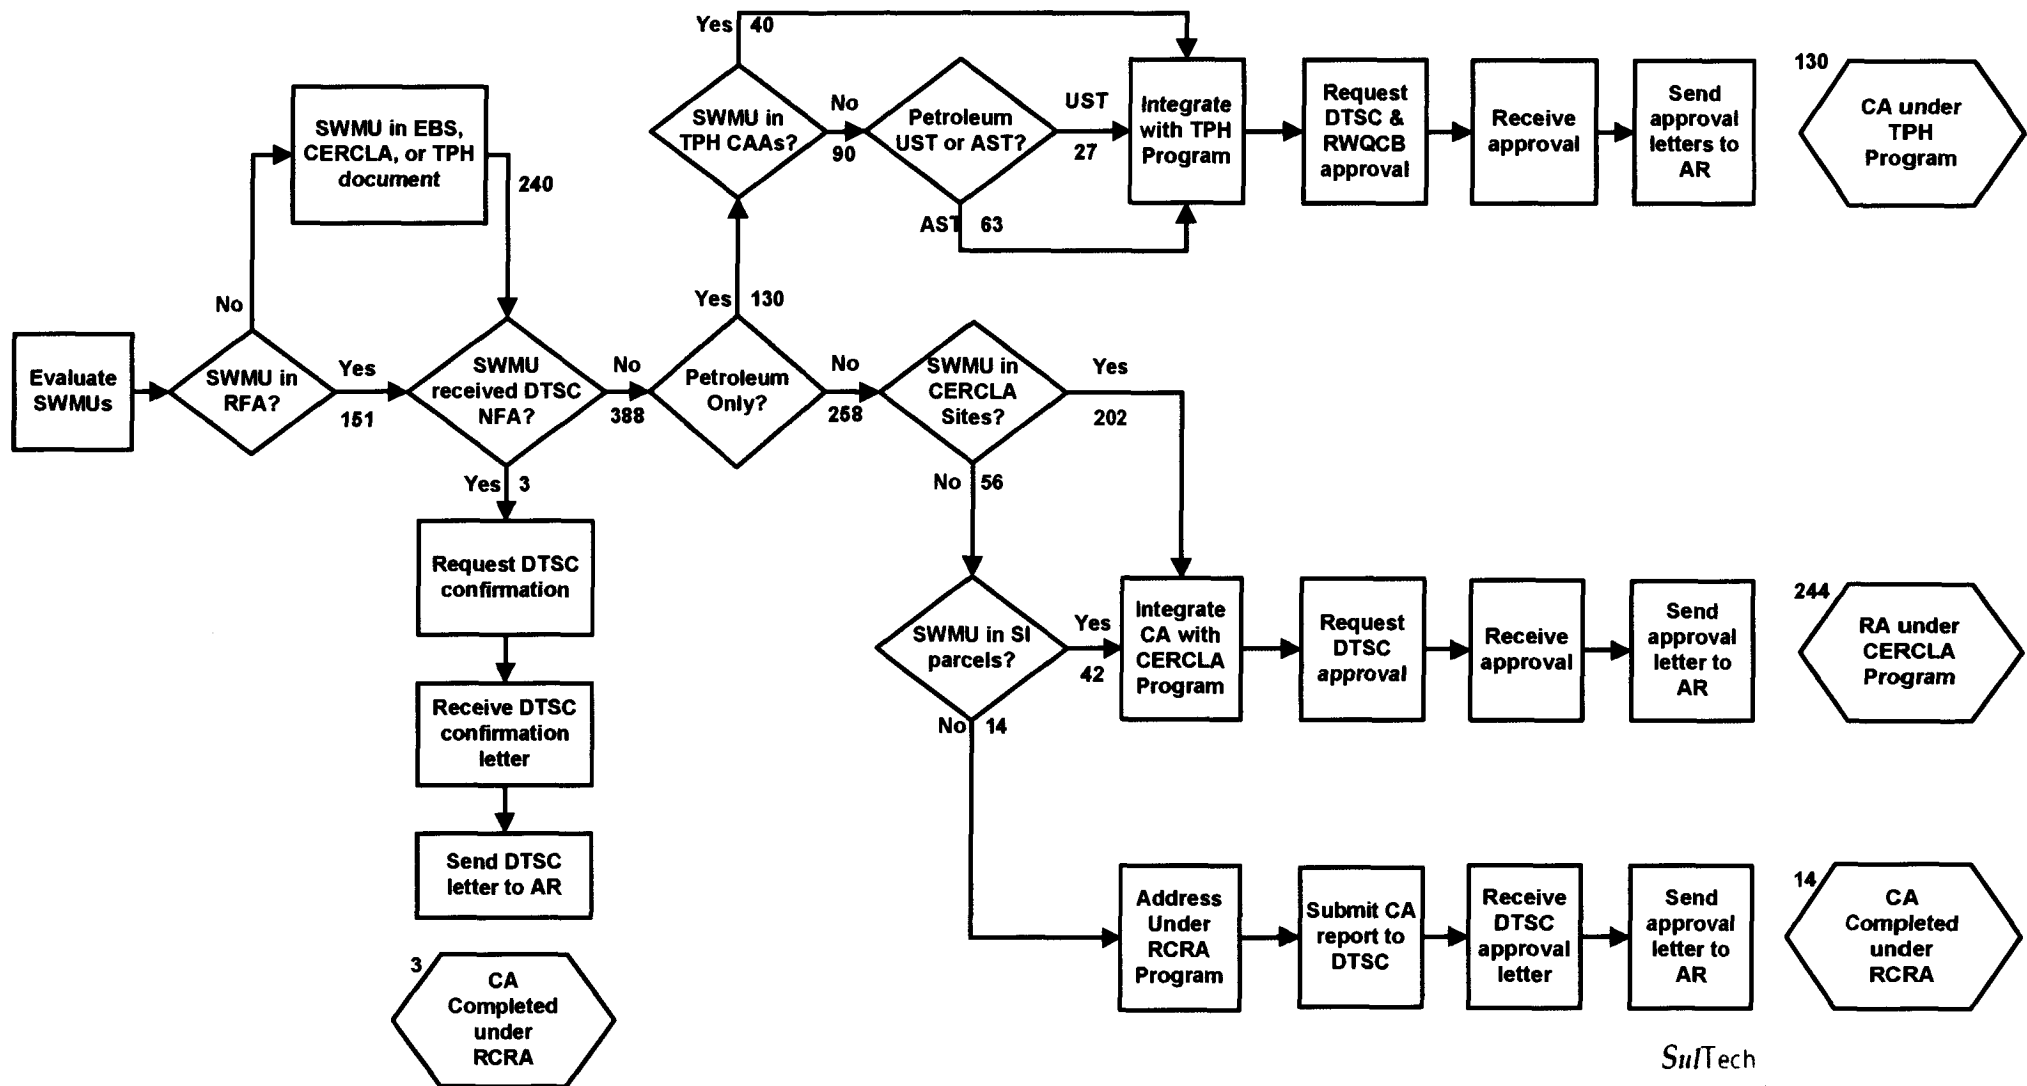 Yes 40
SWMU in
TPH CAAs?
No
90
Petroleum
UST or AST?
UST
27
AST 63
Integrate
with TPH
Program
Request
DTSC &
RWQCB
approval
Receive
approval
Send
approval
letters to
AR
130
CA under
TPH
Program
SWMU in EBS,
CERCLA, or TPH
document
240
No
Evaluate
SWMUs
SWMU in
RFA?
Yes
151
SWMU
received DTSC
NFA?
No
388
Yes 130
Petroleum
Only?
No
258
SWMU in
CERCLA
Sites?
Yes
202
No 56
Yes 3
Request DTSC
confirmation
Receive DTSC
confirmation
letter
Send DTSC
letter to AR
3
CA
Completed
under
RCRA
SWMU in SI
parcels?
Yes
42
No 14
Integrate
CA with
CERCLA
Program
Request
DTSC
approval
Receive
approval
Send
approval
letter to
AR
244
RA under
CERCLA
Program
Address
Under
RCRA
Program
Submit CA
report to
DTSC
Receive
DTSC
approval
letter
Send
approval
letter to
AR
14
CA
Completed
under
RCRA
SulTech